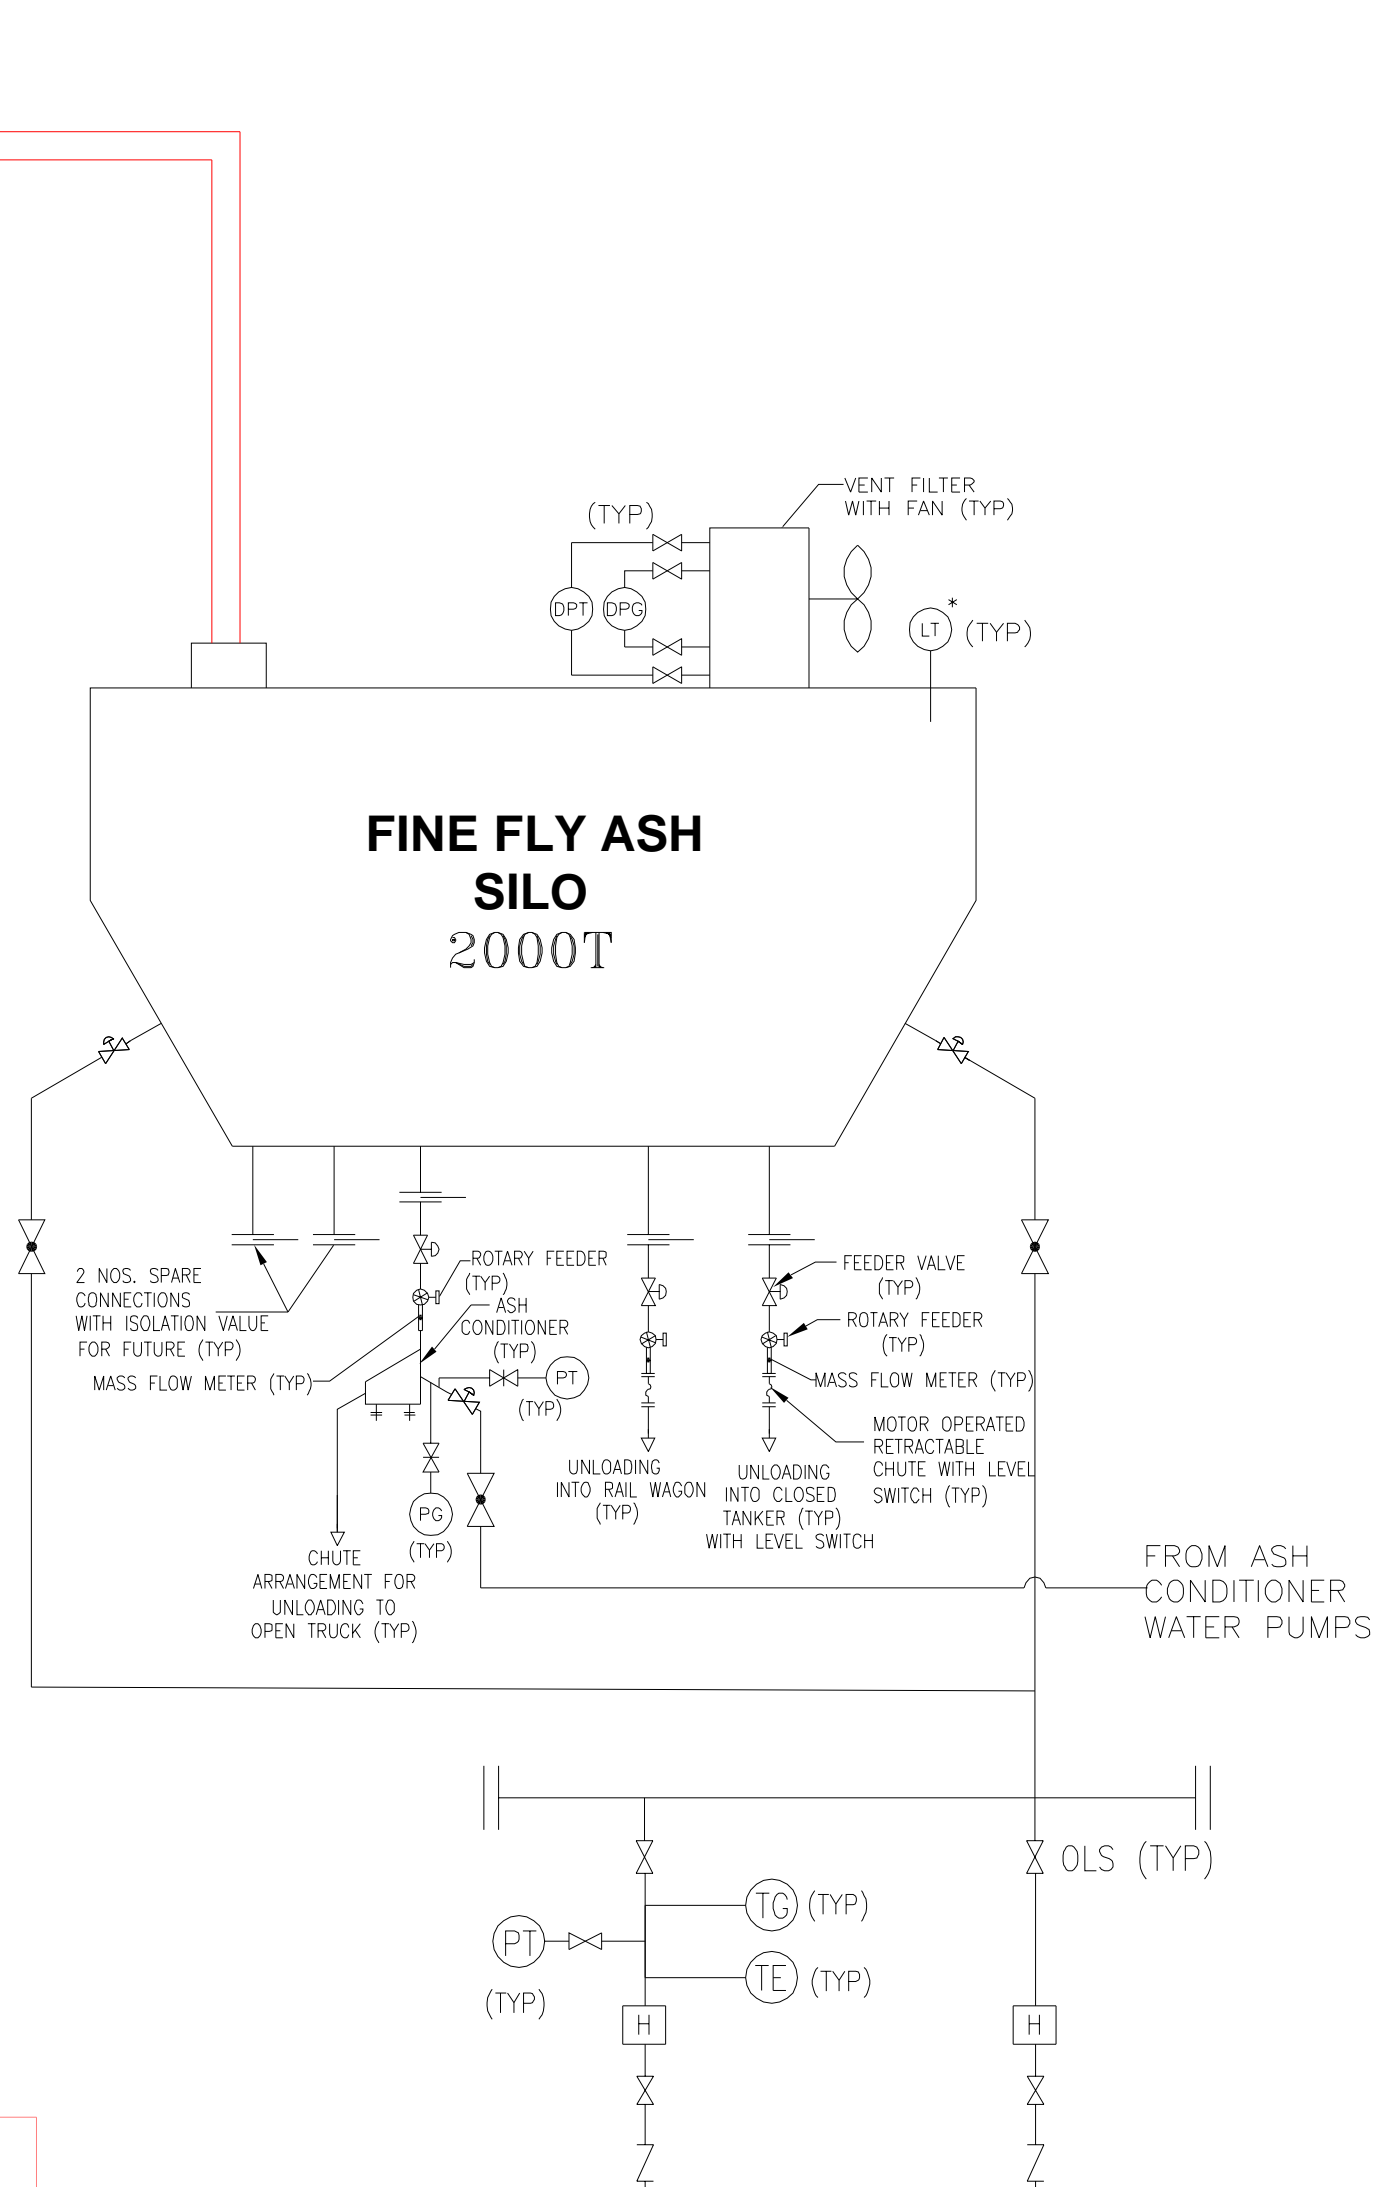 VENT FILTER
WITH FAN (TYP)
(TYP)
DPT
DPG
*
LT
(TYP)
FINE FLY ASH
SILO
2000T
ROTARY FEEDER
(TYP)
ASH
CONDITIONER
(TYP)
2 NOS. SPARE
CONNECTIONS
WITH ISOLATION VALUE
FOR FUTURE (TYP)
MASS FLOW METER (TYP)
PT
(TYP)
PG
(TYP)
FEEDER VALVE
(TYP)
ROTARY FEEDER
(TYP)
MASS FLOW METER (TYP)
MOTOR OPERATED
RETRACTABLE
CHUTE WITH LEVEL
SWITCH (TYP)
UNLOADING
INTO RAIL WAGON
(TYP)
UNLOADING
INTO CLOSED
TANKER (TYP)
WITH LEVEL SWITCH
CHUTE
ARRANGEMENT FOR
UNLOADING TO
OPEN TRUCK (TYP)
FROM ASH
CONDITIONER
WATER PUMPS
OLS (TYP)
TG
(TYP)
PT
(TYP)
TE
(TYP)
H
H